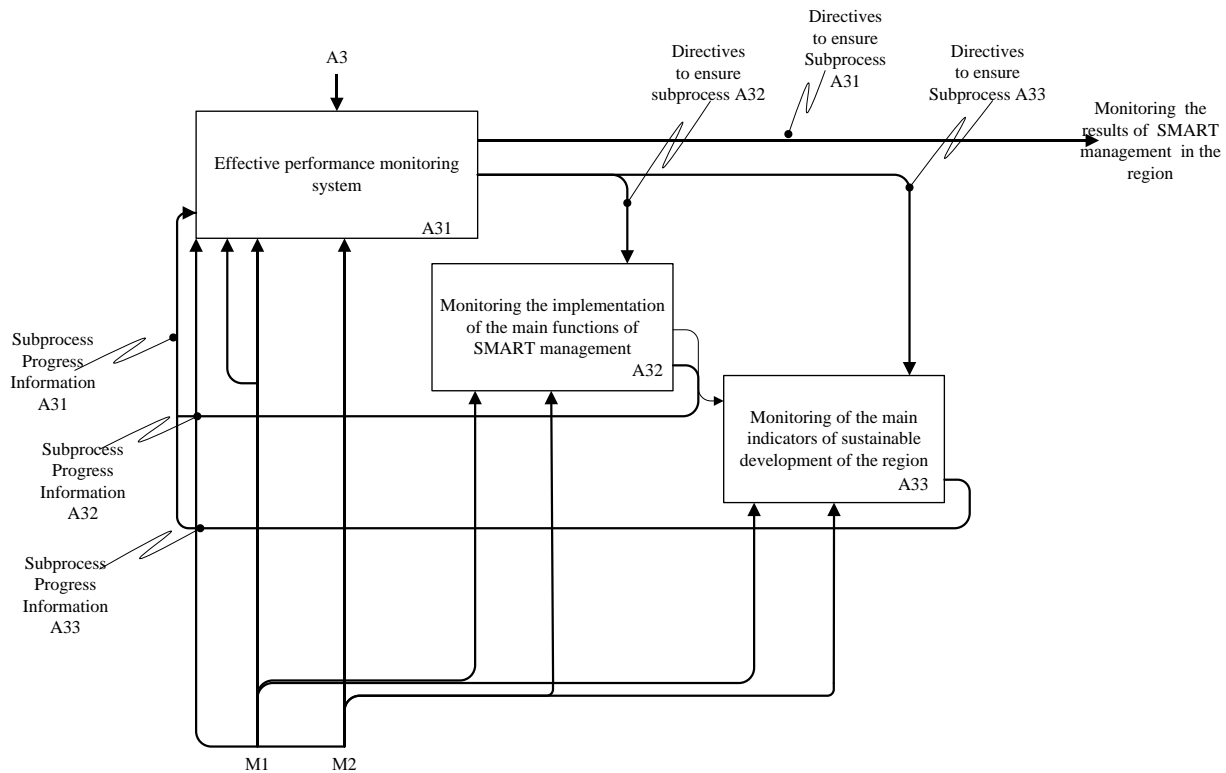 A3
Directives
to ensure
subprocess A32
Directives
to ensure
Subprocess
A31
Directives
to ensure
Subprocess A33
Monitoring the
results of SMART
management in the
region
Effective performance monitoring
system
A31
Monitoring the implementation
of the main functions of
SMART management
A32
Monitoring of the main
indicators of sustainable
development of the region
A33
Subprocess
Progress
Information
A31
Subprocess
Progress
Information
A32
Subprocess
Progress
Information
A33
M1
M2